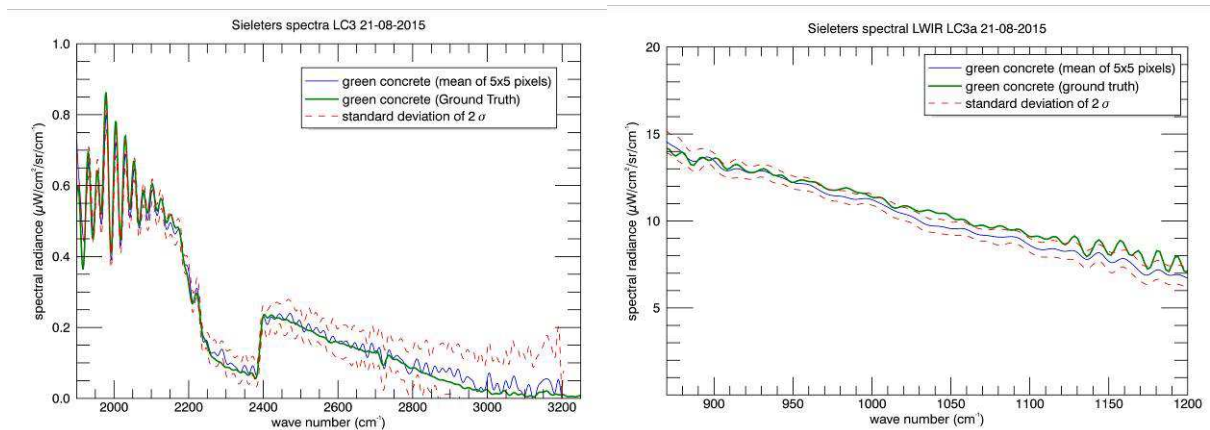 Sieleters spectra LC3 21-08-2015
1.0
0.8
0.6
0.4
0.2
0.0
spectral radiance (µW/cm²/sr/cm⁻¹)
green concrete (mean of 5x5 pixels)
green concrete (Ground Truth)
standard deviation of 2 σ
2000 2200 2400 2600 2800 3000 3200
wave number (cm⁻¹)
Sieleters spectral LWIR LC3a 21-08-2015
20
15
10
5
spectral radiance (µW/cm²/sr/cm⁻¹)
green concrete (mean of 5x5 pixels)
green concrete (ground truth)
standard deviation of 2 σ
900 950 1000 1050 1100 1150 1200
wave number (cm⁻¹)